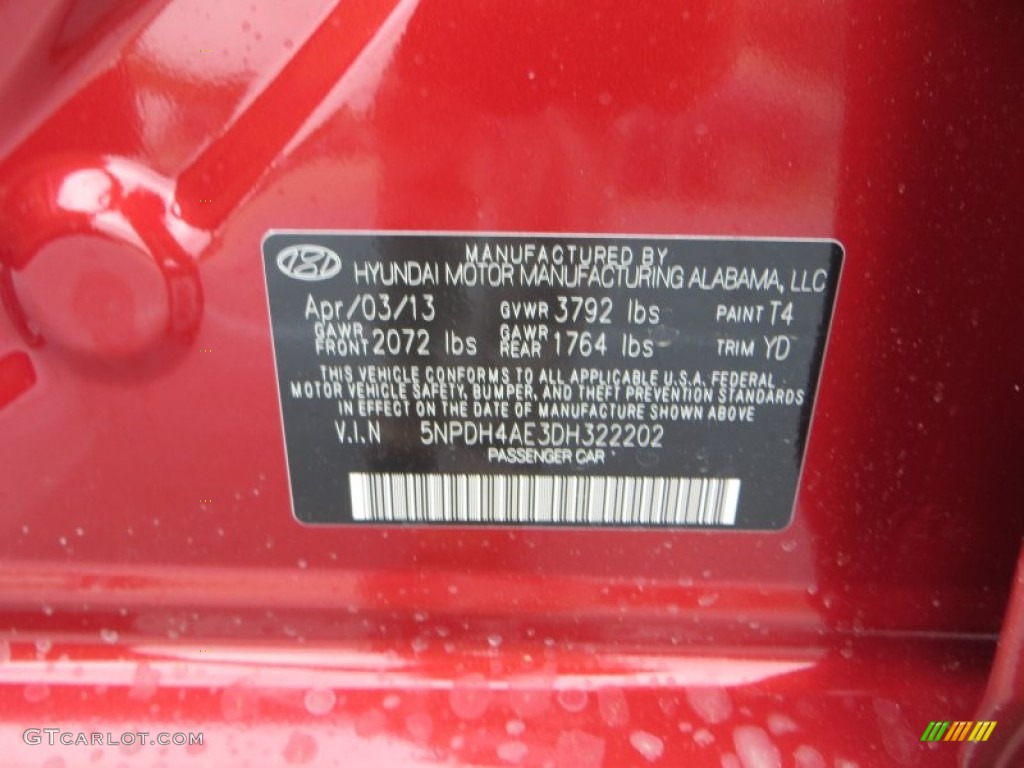 MANUFACTURED BY
HYUNDAI MOTOR MANUFACTURING ALABAMA, LLC
Apr/03/13 GVWR 3792 lbs PAINT T4
GAWR FRONT 2072 lbs GAWR REAR 1764 lbs TRIM YD
THIS VEHICLE CONFORMS TO ALL APPLICABLE U.S.A. FEDERAL
MOTOR VEHICLE SAFETY, BUMPER, AND THEFT PREVENTION STANDARDS
IN EFFECT ON THE DATE OF MANUFACTURE SHOWN ABOVE
V.I.N 5NPDH4AE3DH322202
PASSENGER CAR
GTCARLOT.COM